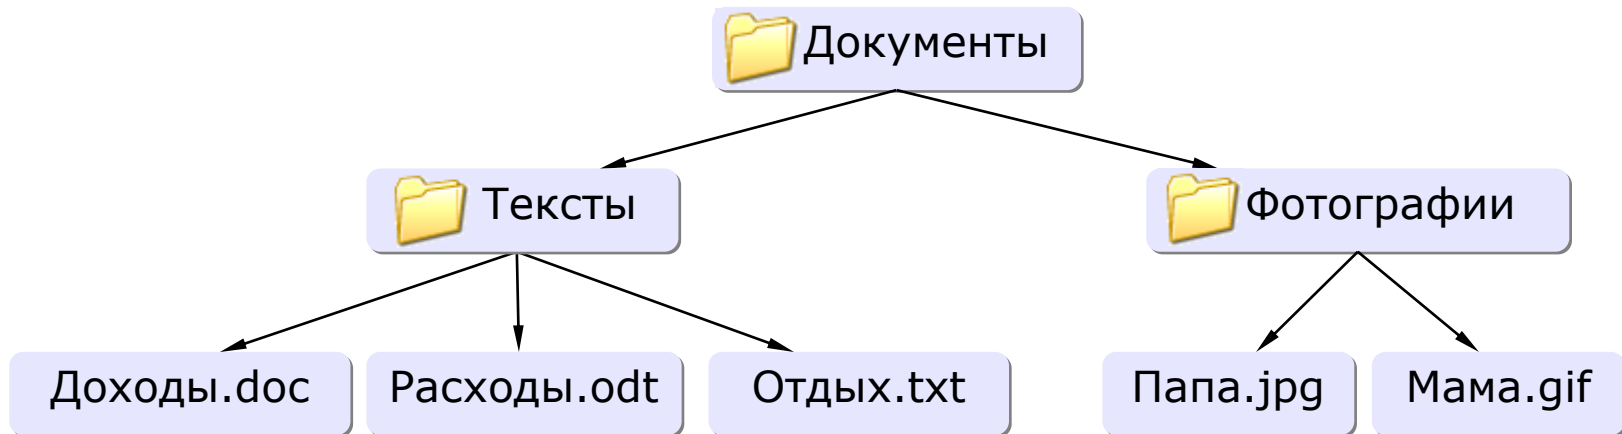 Документы
Тексты
Фотографии
Доходы.doc
Расходы.odt
Отдых.txt
Папа.jpg
Мама.gif